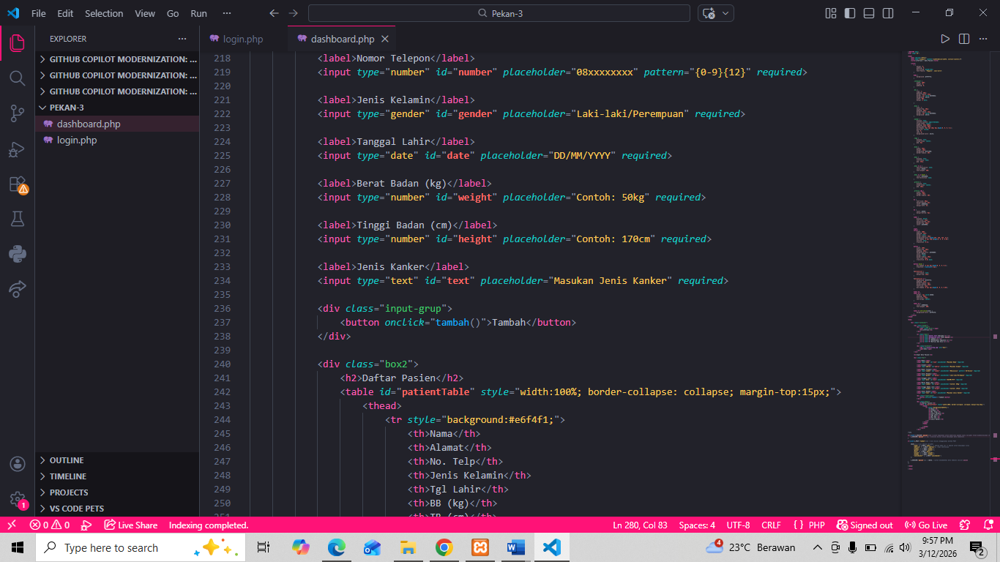 File Edit Selection View Go Run ··· Pekan-3
EXPLORER ···
GITHUB COPILOT MODERNIZATION: ...
GITHUB COPILOT MODERNIZATION: ...
GITHUB COPILOT MODERNIZATION: ...
PEKAN-3
dashboard.php
login.php
OUTLINE
TIMELINE
PROJECTS
VS CODE PETS
1
login.php dashboard.php
218 <label>Nomor Telepon</label>
219 <input type="number" id="number" placeholder="08xxxxxxxx" pattern="{0-9}{12}" required>
220
221 <label>Jenis Kelamin</label>
222 <input type="gender" id="gender" placeholder="Laki-laki/Perempuan" required>
223
224 <label>Tanggal Lahir</label>
225 <input type="date" id="date" placeholder="DD/MM/YYYY" required>
226
227 <label>Berat Badan (kg)</label>
228 <input type="number" id="weight" placeholder="Contoh: 50kg" required>
229
230 <label>Tinggi Badan (cm)</label>
231 <input type="number" id="height" placeholder="Contoh: 170cm" required>
232
233 <label>Jenis Kanker</label>
234 <input type="text" id="text" placeholder="Masukan Jenis Kanker" required>
235
236 <div class="input-grup">
237 <button onclick="tambah()">Tambah</button>
238 </div>
239
240 <div class="box2">
241 <h2>Daftar Pasien</h2>
242 <table id="patientTable" style="width:100%; border-collapse: collapse; margin-top:15px;">
243 <thead>
244 <tr style="background:#e6f4f1;">
245 <th>Nama</th>
246 <th>Alamat</th>
247 <th>No. Telp</th>
248 <th>Jenis Kelamin</th>
249 <th>Tgl Lahir</th>
250 <th>BB (kg)</th>
251 <th>TB (cm)</th>
0 0 Live Share Indexing completed. Ln 280, Col 83 Spaces: 4 UTF-8 CRLF { } PHP Signed out Go Live
Type here to search 4 23°C Berawan 9:57 PM
3/12/2026 2